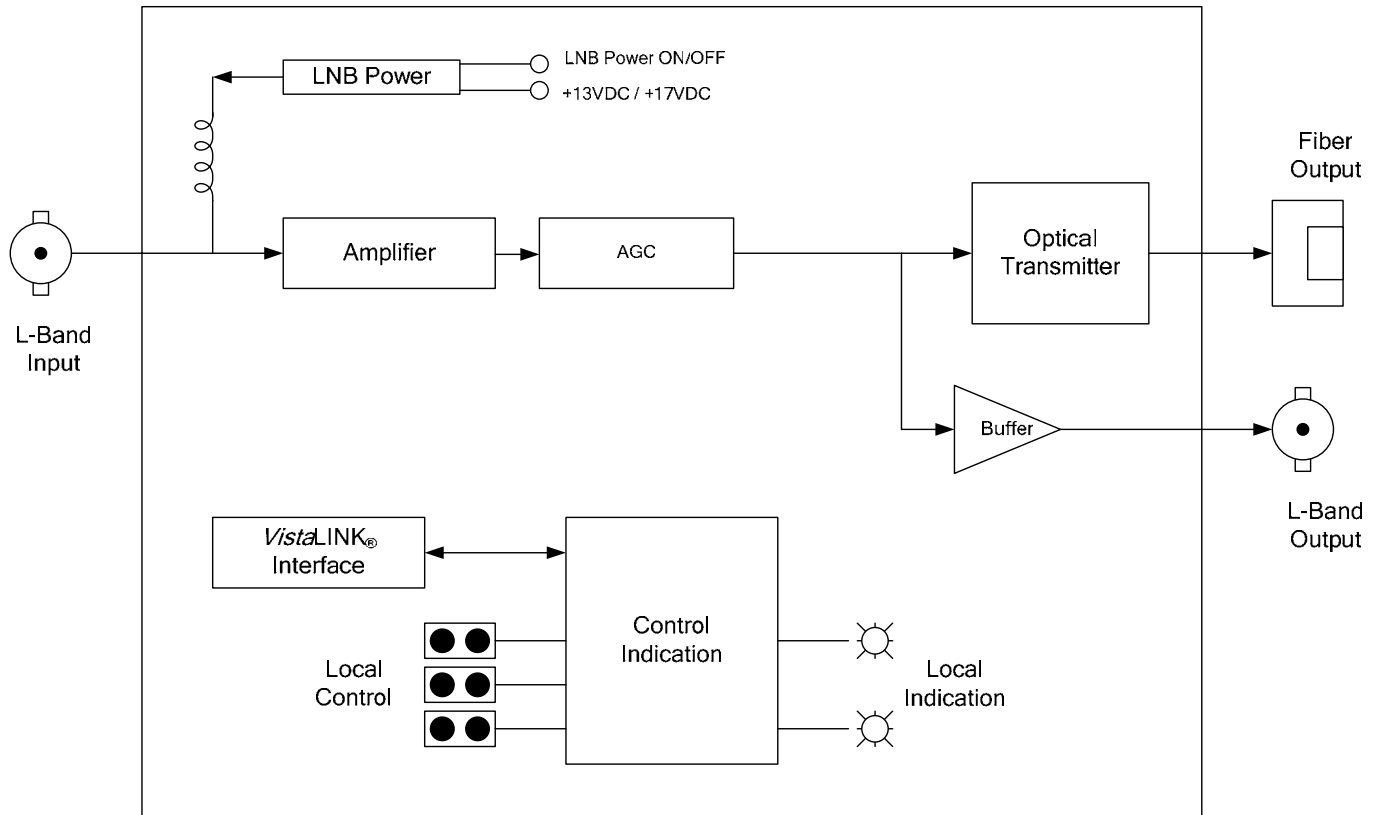 LNB Power
LNB Power ON/OFF
+13VDC / +17VDC
Fiber
Output
Amplifier
AGC
Optical
Transmitter
L-Band
Input
Buffer
L-Band
Output
VistaLINK®
Interface
Control
Indication
Local
Control
Local
Indication